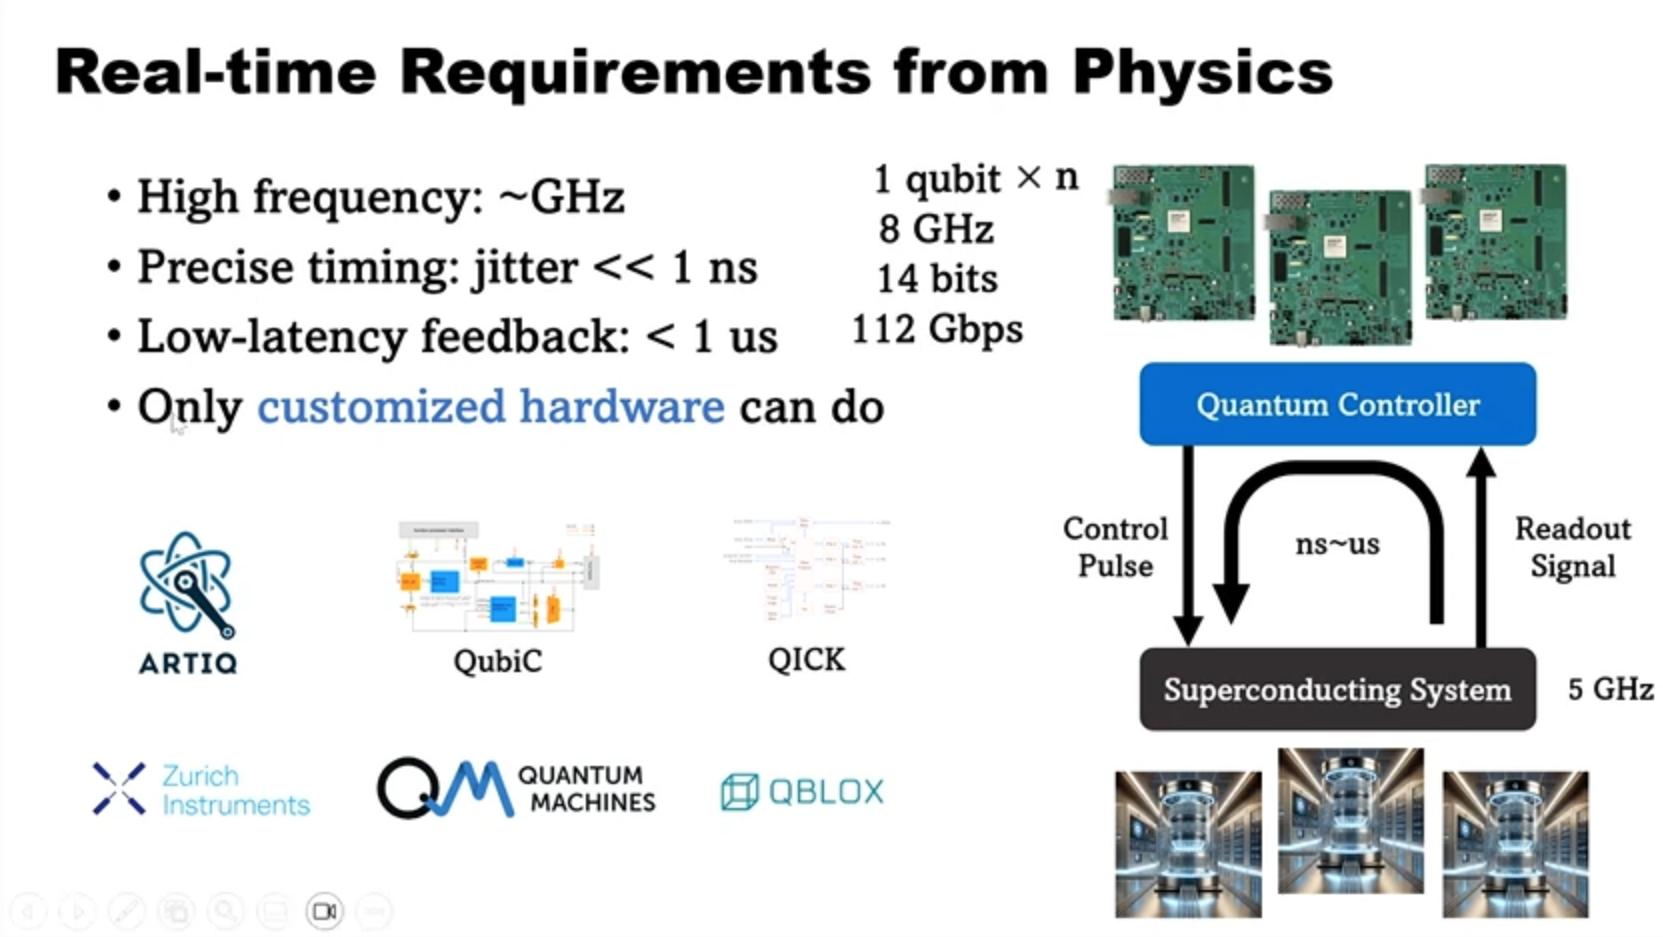 Real-time Requirements from Physics
• High frequency: ~GHz
• Precise timing: jitter << 1 ns
• Low-latency feedback: < 1 us
• Only customized hardware can do
1 qubit × n
8 GHz
14 bits
112 Gbps
Quantum Controller
Control
Pulse
ns~us
Readout
Signal
Superconducting System
5 GHz
ARTIQ
QubiC
QICK
Zurich
Instruments
QM QUANTUM
MACHINES
QBLOX